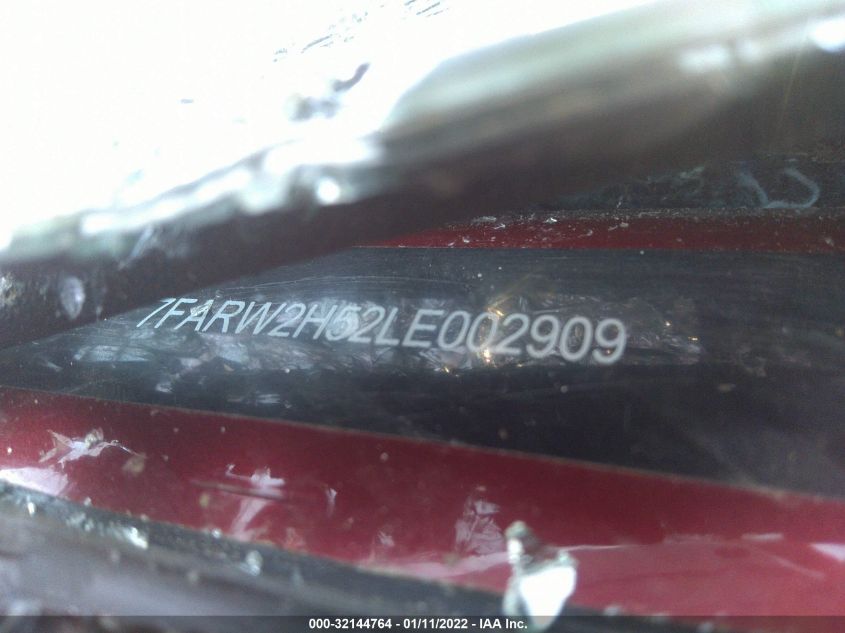 7FARW2H52LE002909
000-32144764 - 01/11/2022 - IAA Inc.